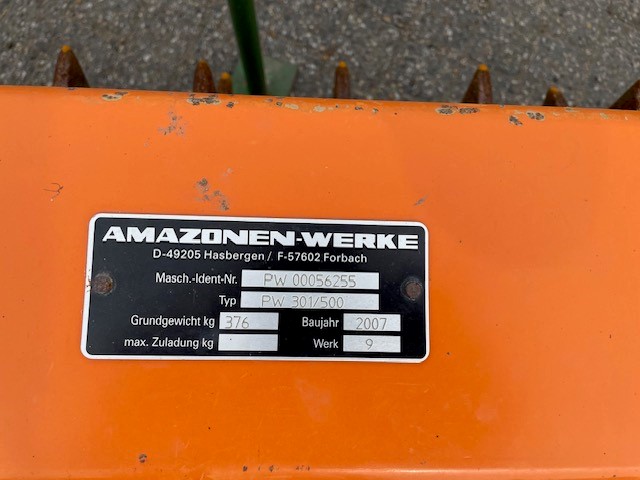 AMAZONEN-WERKE
D-49205 Hasbergen / F-57602 Forbach
Masch.-Ident-Nr. PW 00056255
Typ PW 301/500
Grundgewicht kg 376 Baujahr 2007
max. Zuladung kg Werk 9